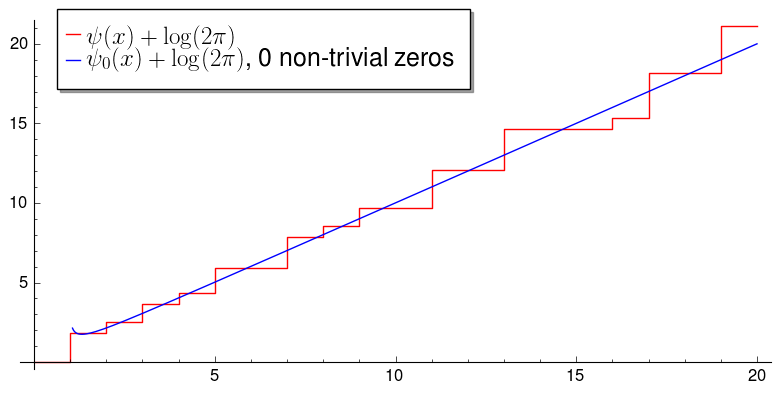 ψ(x) + log(2π)
ψ₀(x) + log(2π), 0 non-trivial zeros
20
15
10
5
5 10 15 20